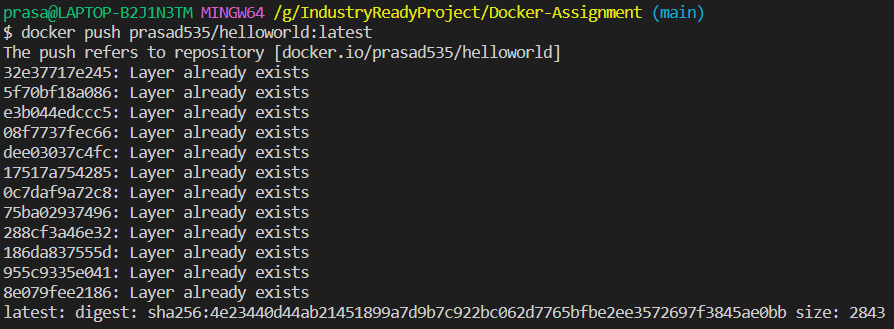 prasa@LAPTOP-B2J1N3TM MINGW64 /g/IndustryReadyProject/Docker-Assignment (main)
$ docker push prasad535/helloworld:latest
The push refers to repository [docker.io/prasad535/helloworld]
32e37717e245: Layer already exists
5f70bf18a086: Layer already exists
e3b044edccc5: Layer already exists
08f7737fec66: Layer already exists
dee03037c4fc: Layer already exists
17517a754285: Layer already exists
0c7daf9a72c8: Layer already exists
75ba02937496: Layer already exists
288cf3a46e32: Layer already exists
186da837555d: Layer already exists
955c9335e041: Layer already exists
8e079fee2186: Layer already exists
latest: digest: sha256:4e23440d44ab21451899a7d9b7c922bc062d7765bfbe2ee3572697f3845ae0bb size: 2843